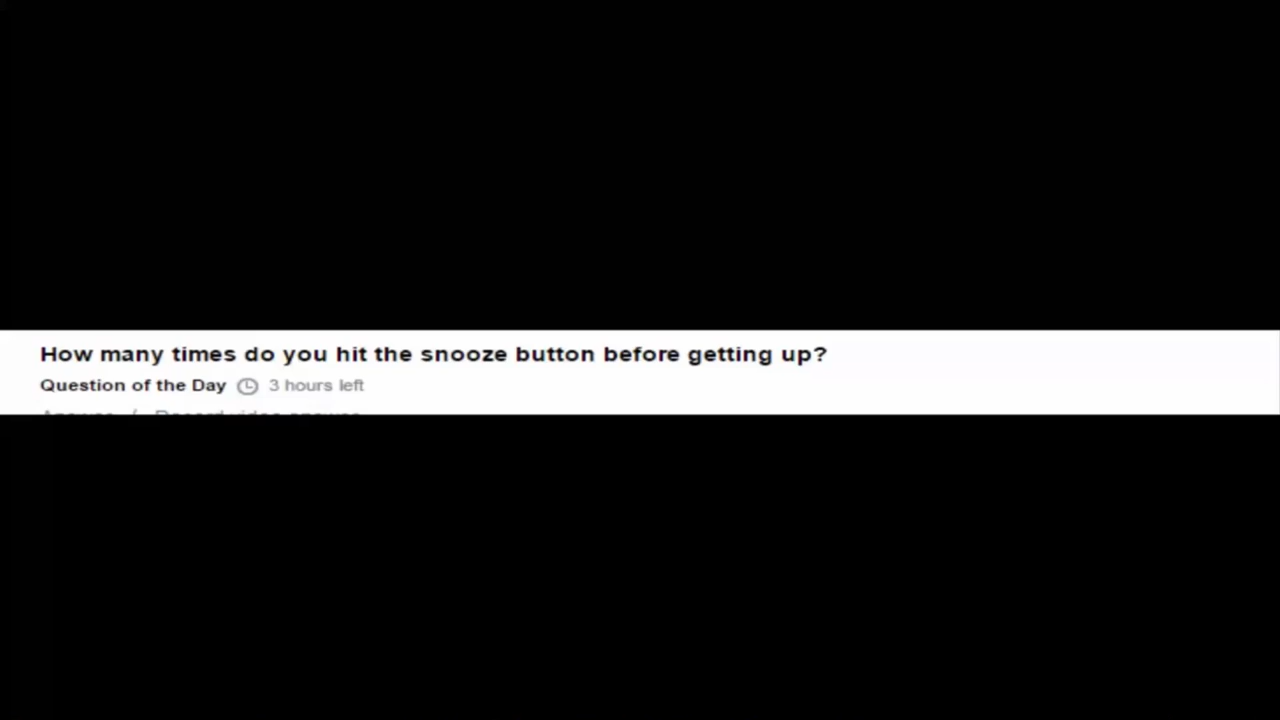 How many times do you hit the snooze button before getting up?
Question of the Day 3 hours left